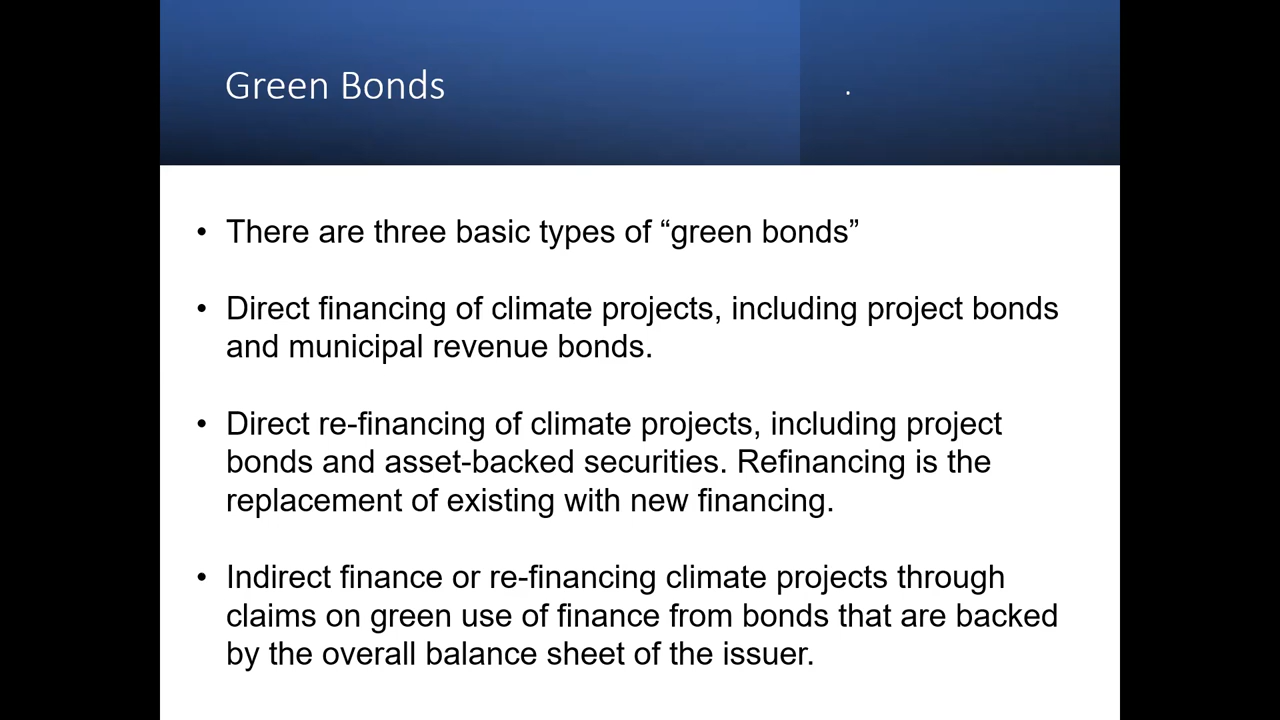 Green Bonds
.
• There are three basic types of “green bonds”
• Direct financing of climate projects, including project bonds
and municipal revenue bonds.
• Direct re-financing of climate projects, including project
bonds and asset-backed securities. Refinancing is the
replacement of existing with new financing.
• Indirect finance or re-financing climate projects through
claims on green use of finance from bonds that are backed
by the overall balance sheet of the issuer.